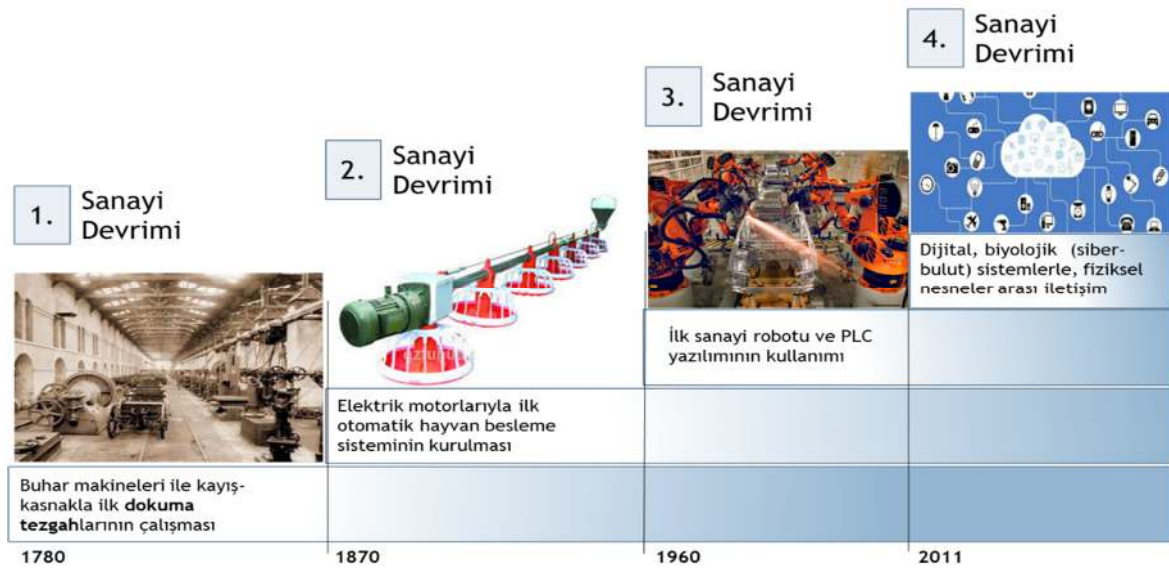 1.
Sanayi
Devrimi
2.
Sanayi
Devrimi
3.
Sanayi
Devrimi
4.
Sanayi
Devrimi
Buhar makineleri ile kayış-
kasnakla ilk dokuma
tezgahlarının çalışması
Elektrik motorlarıyla ilk
otomatik hayvan besleme
sisteminin kurulması
İlk sanayi robotu ve PLC
yazılımının kullanımı
Dijital, biyolojik (siber-
bulut) sistemlerle, fiziksel
nesneler arası iletişim
1780
1870
1960
2011